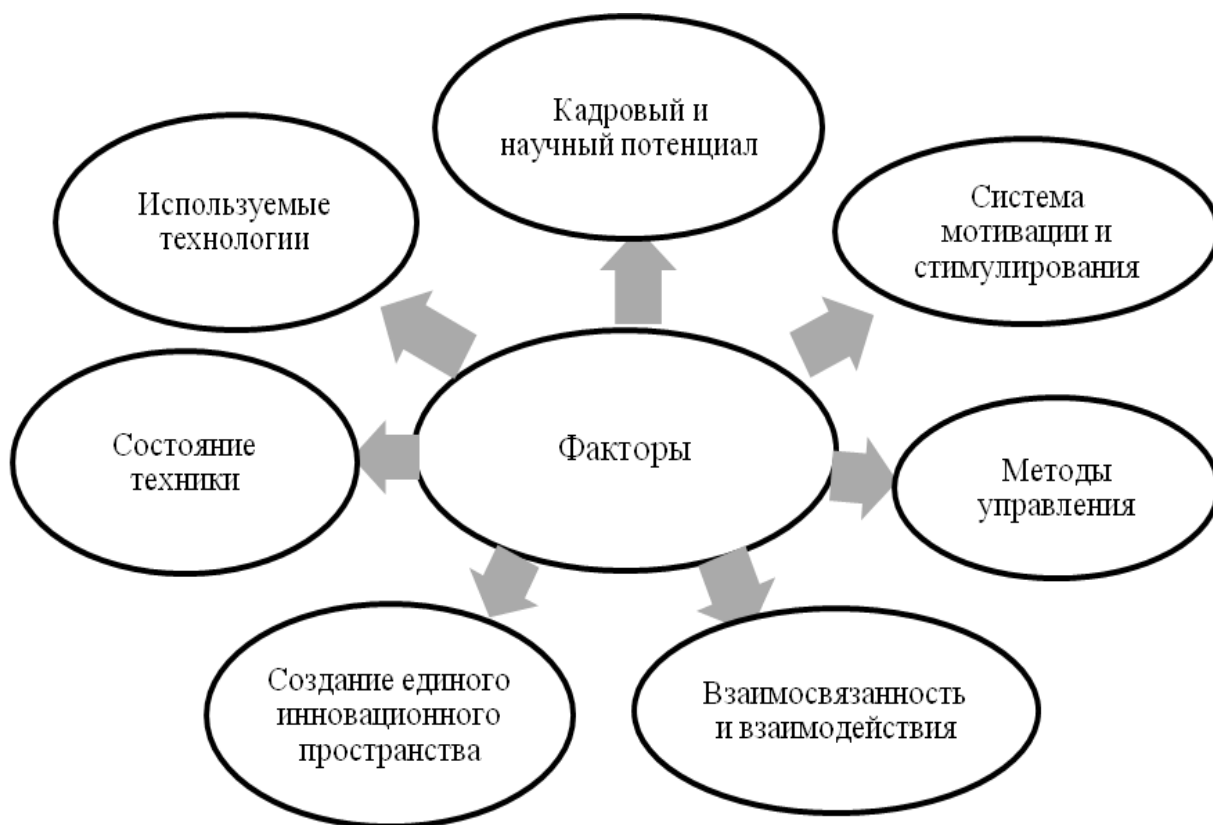 Кадровый и
научный потенциал
Используемые
технологии
Система
мотивации и
стимулирования
Состояние
техники
Факторы
Методы
управления
Создание единого
инновационного
пространства
Взаимосвязанность
и взаимодействия